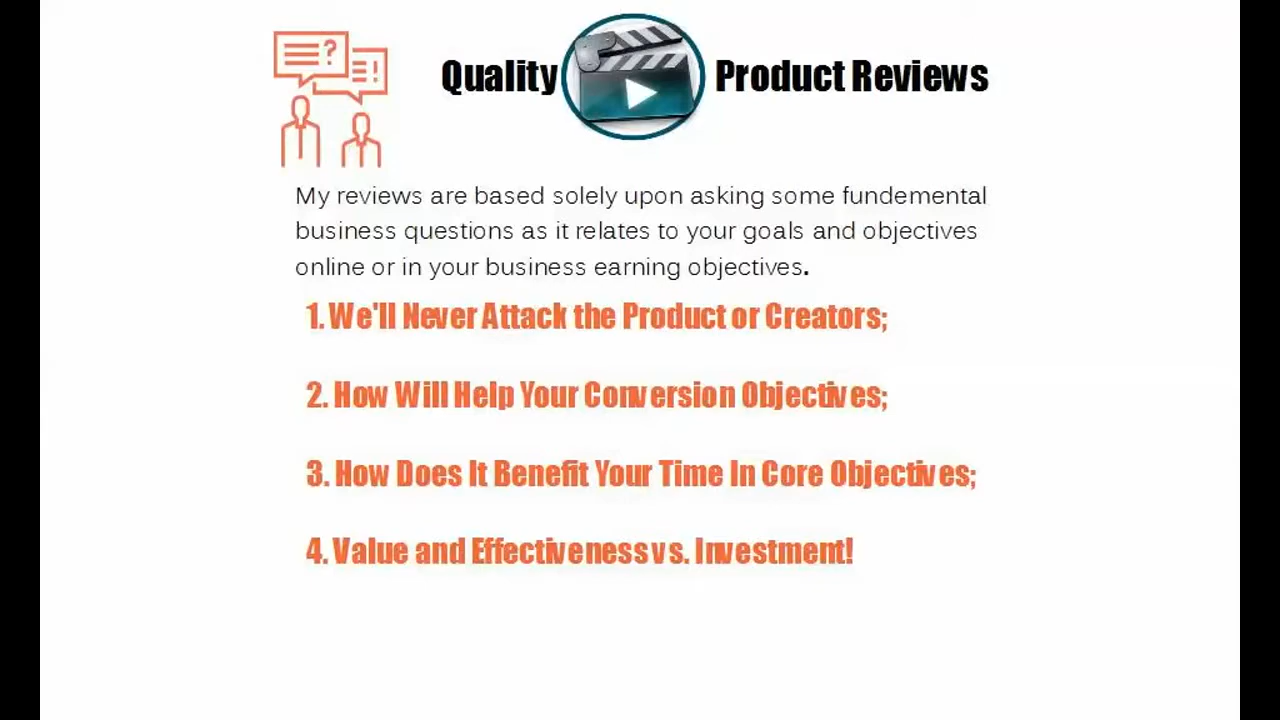 Quality Product Reviews
My reviews are based solely upon asking some fundemental
business questions as it relates to your goals and objectives
online or in your business earning objectives.
1. We'll Never Attack the Product or Creators;
2. How Will Help Your Conversion Objectives;
3. How Does It Benefit Your Time In Core Objectives;
4. Value and Effectiveness vs. Investment!